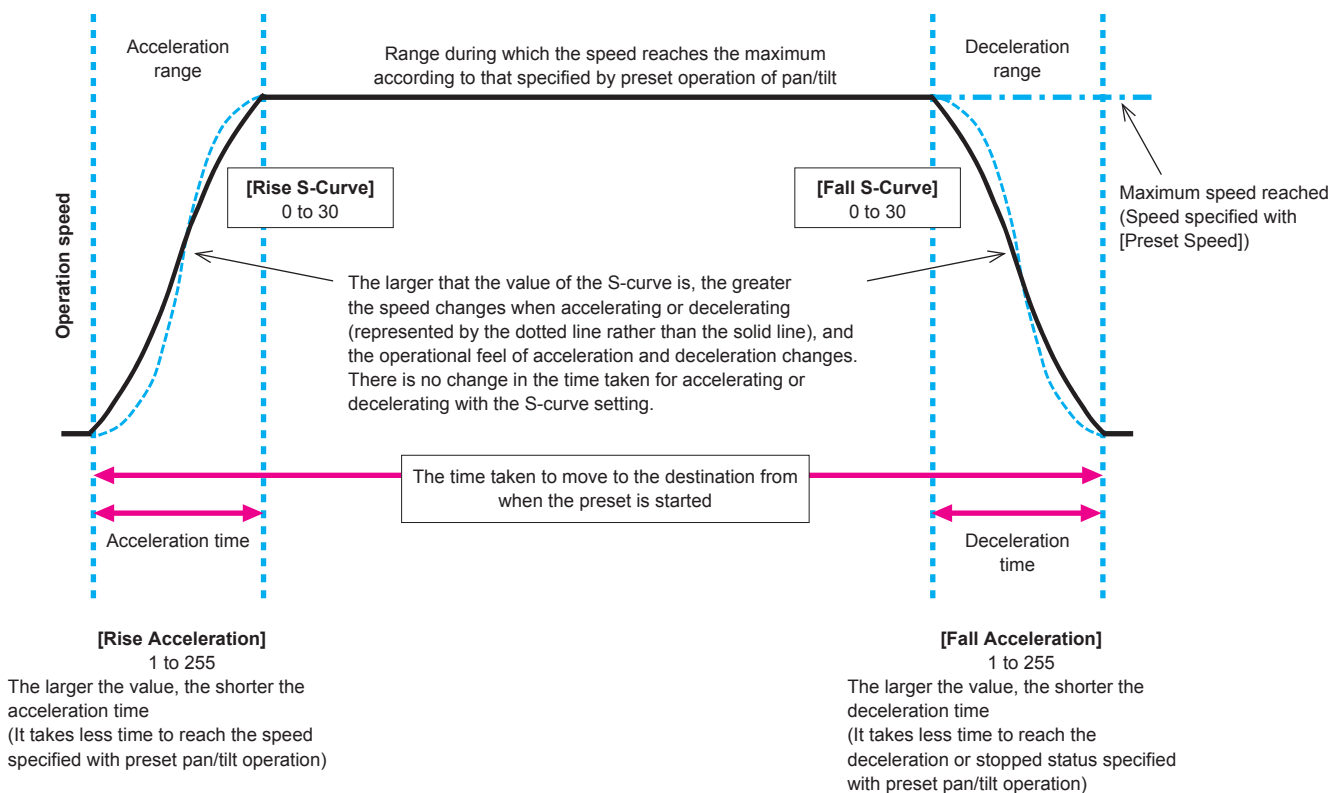 Acceleration
range
Range during which the speed reaches the maximum
according to that specified by preset operation of pan/tilt
Deceleration
range
Operation speed
[Rise S-Curve]
0 to 30
[Fall S-Curve]
0 to 30
Maximum speed reached
(Speed specified with
[Preset Speed])
The larger that the value of the S-curve is, the greater
the speed changes when accelerating or decelerating
(represented by the dotted line rather than the solid line), and
the operational feel of acceleration and deceleration changes.
There is no change in the time taken for accelerating or
decelerating with the S-curve setting.
The time taken to move to the destination from
when the preset is started
Acceleration time
Deceleration
time
[Rise Acceleration]
1 to 255
The larger the value, the shorter the
acceleration time
(It takes less time to reach the speed
specified with preset pan/tilt operation)
[Fall Acceleration]
1 to 255
The larger the value, the shorter the
deceleration time
(It takes less time to reach the
deceleration or stopped status specified
with preset pan/tilt operation)